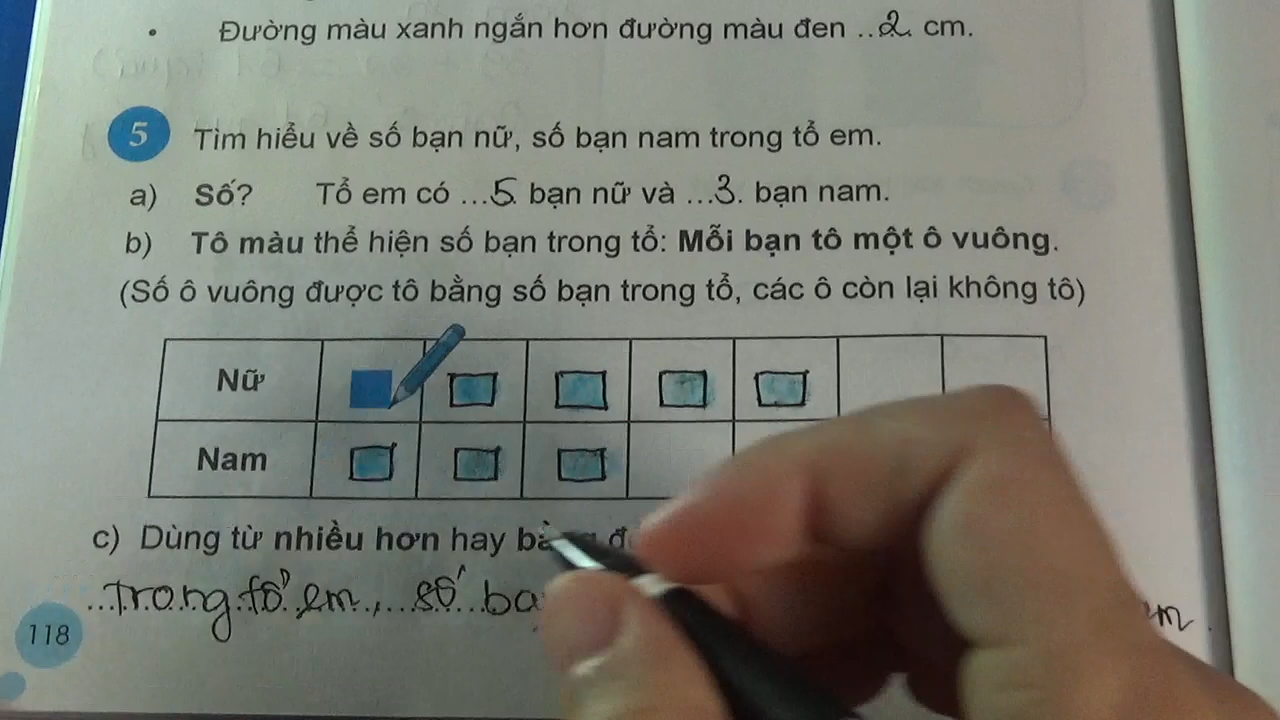 • Đường màu xanh ngắn hơn đường màu đen ..2. cm.
5 Tìm hiểu về số bạn nữ, số bạn nam trong tổ em.
a) Số? Tổ em có ...5. bạn nữ và ...3. bạn nam.
b) Tô màu thể hiện số bạn trong tổ: Mỗi bạn tô một ô vuông.
(Số ô vuông được tô bằng số bạn trong tổ, các ô còn lại không tô)
Nữ
Nam
c) Dùng từ nhiều hơn hay
Trong tổ em, số
118